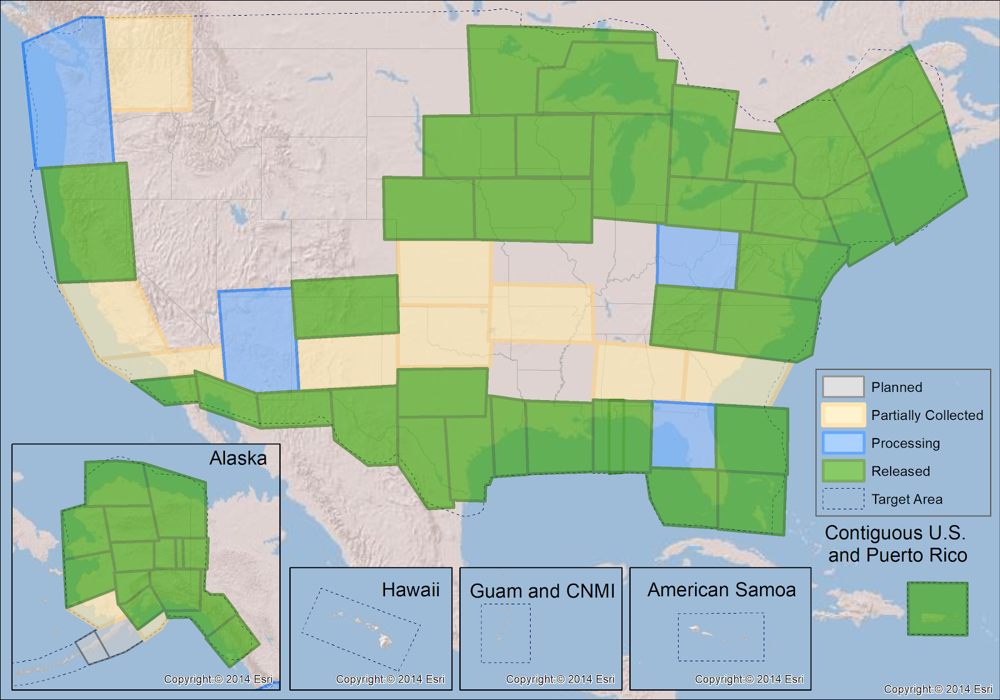 Planned
Partially Collected
Processing
Released
Target Area
Contiguous U.S.
and Puerto Rico
Alaska
Copyright:© 2014 Esri
Hawaii
Copyright:© 2014 Esri
Guam and CNMI
Copyright:© 2014 Esri
American Samoa
Copyright:© 2014 Esri
Copyright:© 2014 Esri